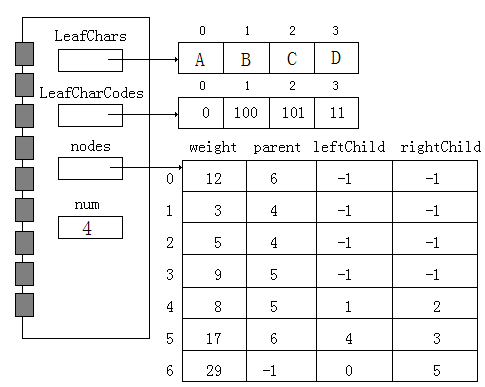 LeafChars
0 1 2 3
A B C D
LeafCharCodes
0 1 2 3
0 100 101 11
nodes
weight parent leftChild rightChild
0 12 6 -1 -1
1 3 4 -1 -1
num
4
2 5 4 -1 -1
3 9 5 -1 -1
4 8 5 1 2
5 17 6 4 3
6 29 -1 0 5